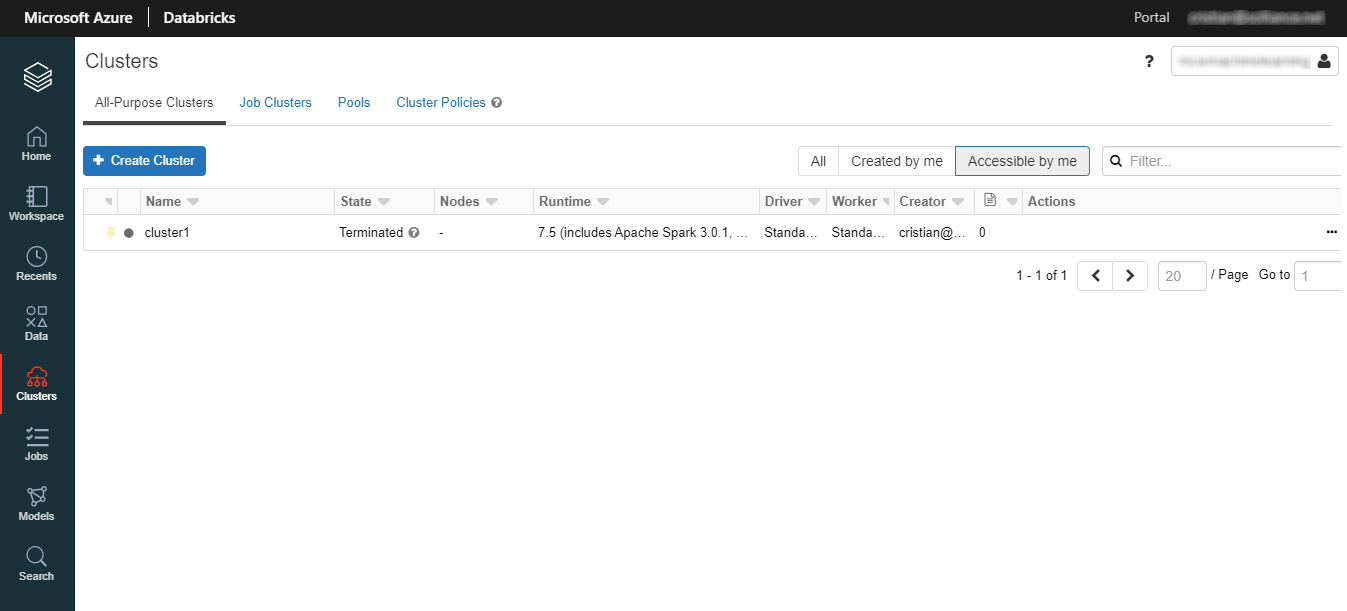 Microsoft Azure Databricks Portal
Clusters ?
All-Purpose Clusters Job Clusters Pools Cluster Policies ?
+ Create Cluster All Created by me Accessible by me Filter...
Name State Nodes Runtime Driver Worker Creator Actions
cluster1 Terminated ? - 7.5 (includes Apache Spark 3.0.1, ... Standa... Standa... cristian@... 0 ...
1 - 1 of 1 < > 20 / Page Go to 1
Home
Workspace
Recents
Data
Clusters
Jobs
Models
Search